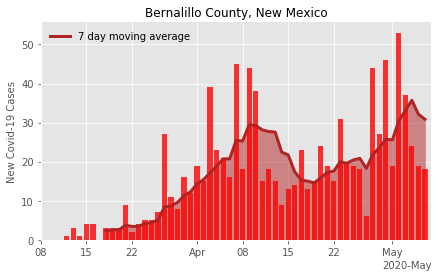 Bernalillo County, New Mexico
7 day moving average
New Covid-19 Cases
50
40
30
20
10
0
08 15 22 Apr 08 15 22 May
2020-May